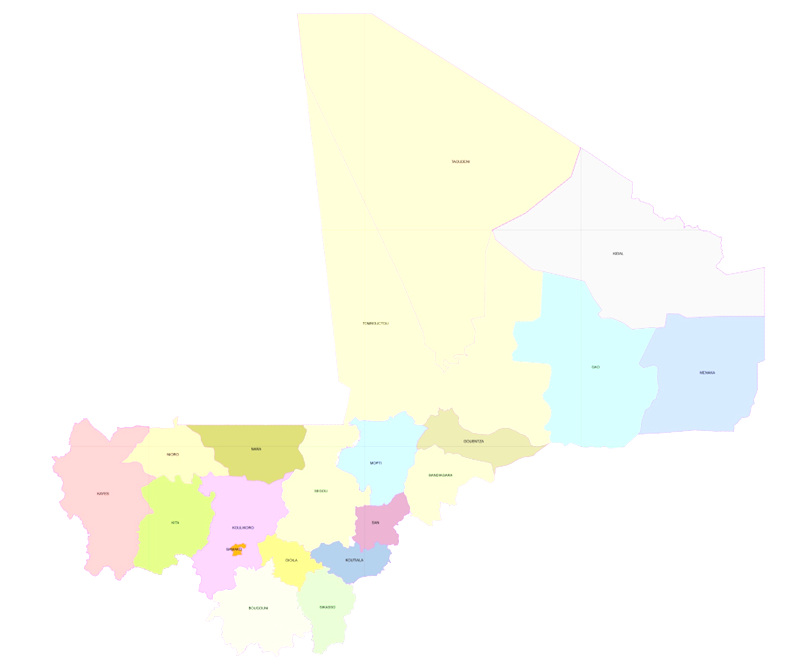 TAOUDENI
KIDAL
TOMBOUCTOU
GAO
MENAKA
DOUENTZA
NARA
NIORO
MOPTI
BANDIAGARA
SEGOU
KAYES
KITA
SAN
KOULIKORO
BAMAKO
DIOILA
KOUTIALA
BOUGOUNI
SIKASSO